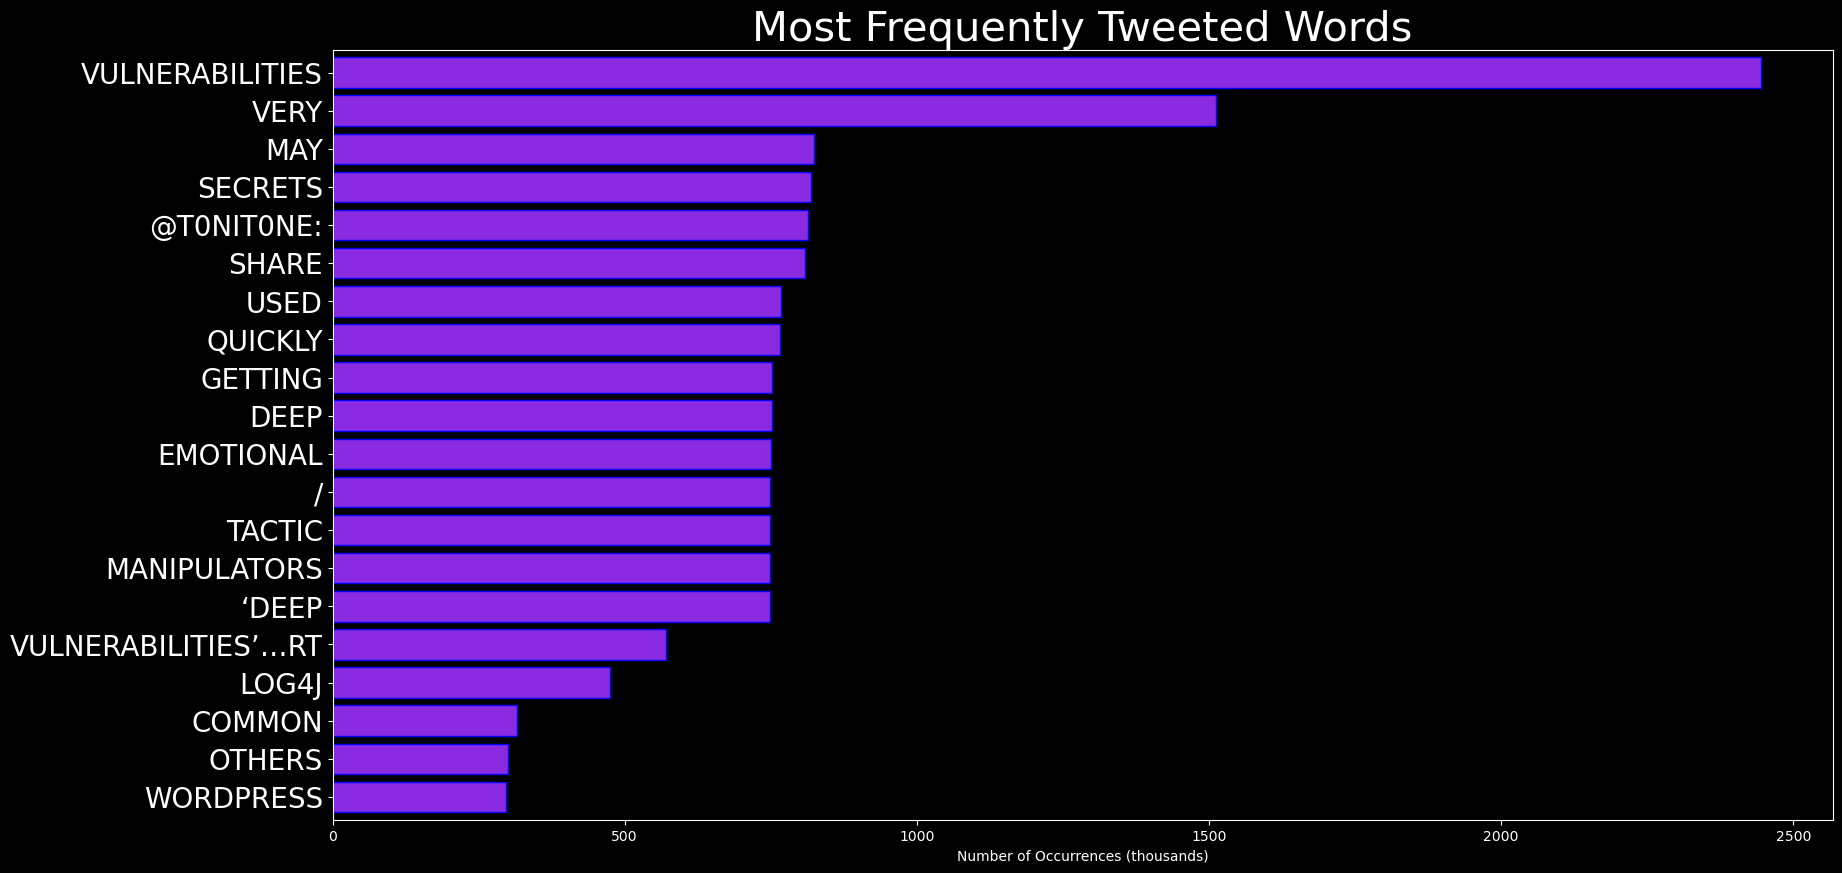 Most Frequently Tweeted Words
VULNERABILITIES
VERY
MAY
SECRETS
@T0NIT0NE:
SHARE
USED
QUICKLY
GETTING
DEEP
EMOTIONAL
/
TACTIC
MANIPULATORS
‘DEEP
VULNERABILITIES’…RT
LOG4J
COMMON
OTHERS
WORDPRESS
0 500 1000 1500 2000 2500
Number of Occurrences (thousands)